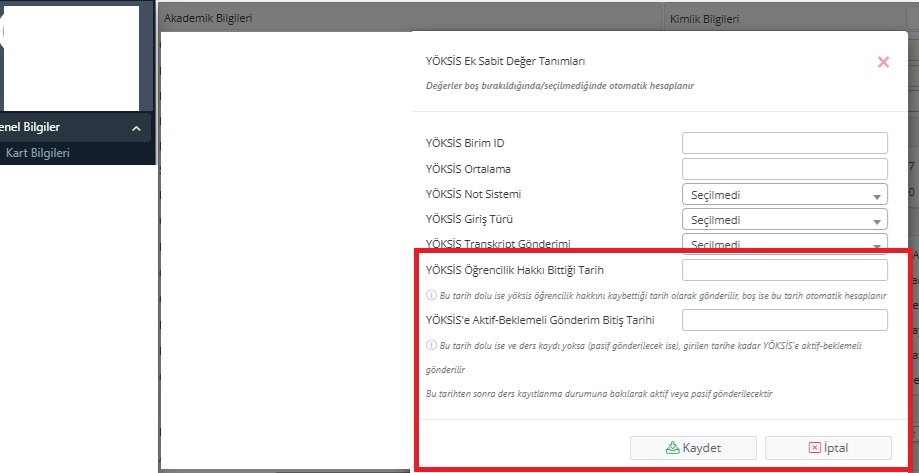 Akademik Bilgileri
Kimlik Bilgileri
enel Bilgiler
Kart Bilgileri
YÖKSİS Ek Sabit Değer Tanımları
Değerler boş bırakıldığında/seçilmediğinde otomatik hesaplanır
YÖKSİS Birim ID
YÖKSİS Ortalama
YÖKSİS Not Sistemi Seçilmedi
YÖKSİS Giriş Türü Seçilmedi
YÖKSİS Transkript Gönderimi Seçilmedi
YÖKSİS Öğrencilik Hakkı Bittiği Tarih
Bu tarih dolu ise yöksis öğrencilik hakkını kaybettiği tarih olarak gönderilir, boş ise bu tarih otomatik hesaplanır
YÖKSİS'e Aktif-Beklemeli Gönderim Bitiş Tarihi
Bu tarih dolu ise ve ders kaydı yoksa (pasif gönderilecek ise), girilen tarihe kadar YÖKSİS'e aktif-beklemeli
gönderilir
Bu tarihten sonra ders kayıtlanma durumuna bakılarak aktif veya pasif gönderilecektir
Kaydet İptal